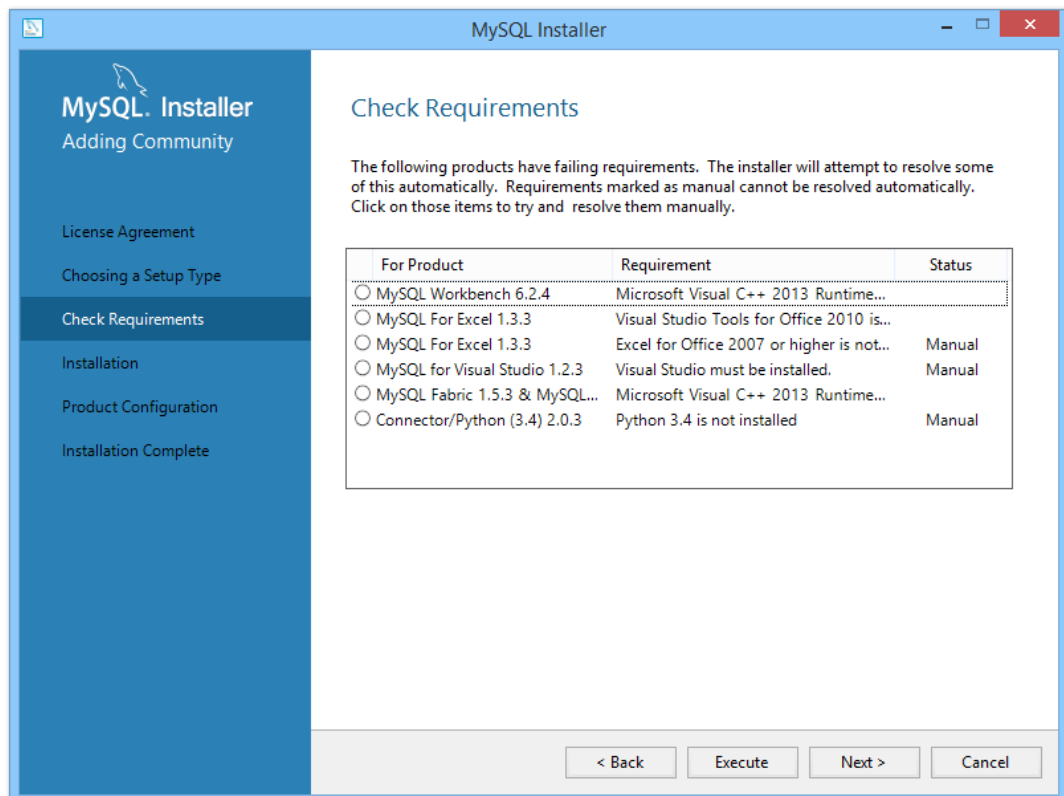 MySQL Installer
MySQL. Installer
Adding Community
License Agreement
Choosing a Setup Type
Check Requirements
Installation
Product Configuration
Installation Complete
Check Requirements
The following products have failing requirements. The installer will attempt to resolve some
of this automatically. Requirements marked as manual cannot be resolved automatically.
Click on those items to try and resolve them manually.
For Product Requirement Status
MySQL Workbench 6.2.4 Microsoft Visual C++ 2013 Runtime...
MySQL For Excel 1.3.3 Visual Studio Tools for Office 2010 is...
MySQL For Excel 1.3.3 Excel for Office 2007 or higher is not... Manual
MySQL for Visual Studio 1.2.3 Visual Studio must be installed. Manual
MySQL Fabric 1.5.3 & MySQL... Microsoft Visual C++ 2013 Runtime...
Connector/Python (3.4) 2.0.3 Python 3.4 is not installed Manual
< Back Execute Next > Cancel